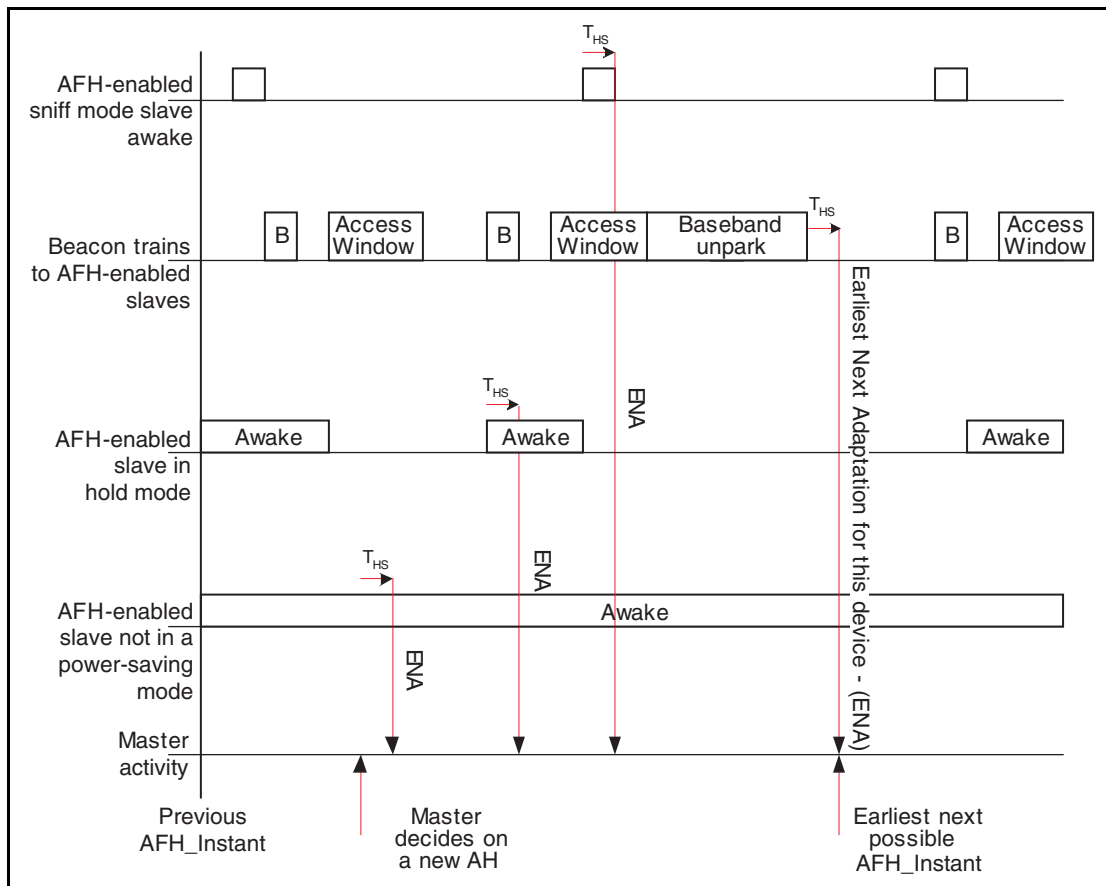 T_HS
AFH-enabled
sniff mode slave
awake
T_HS
B
Access
Window
B
Access
Window
Baseband
unpark
B
Access
Window
Beacon trains
to AFH-enabled
slaves
Earliest Next Adaptation for this device - (ENA)
ENA
T_HS
AFH-enabled
slave in
hold mode
Awake
Awake
Awake
ENA
T_HS
AFH-enabled
slave not in a
power-saving
mode
Awake
ENA
Master
activity
Previous
AFH_Instant
Master
decides on
a new AH
Earliest next
possible
AFH_Instant